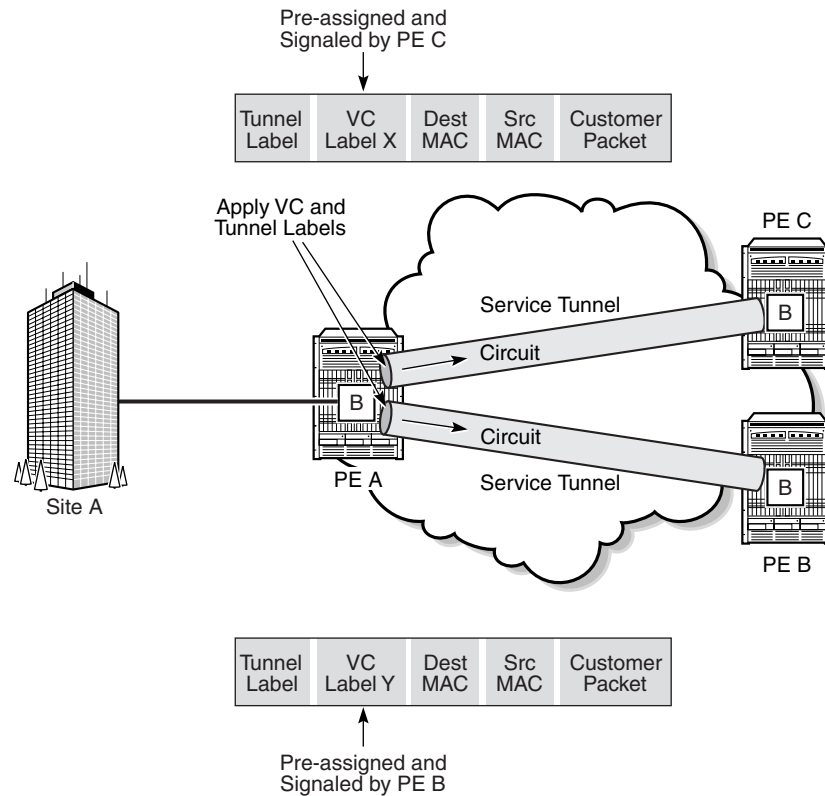 Pre-assigned and
Signaled by PE C
Tunnel Label
VC Label X
Dest MAC
Src MAC
Customer Packet
Apply VC and
Tunnel Labels
PE C
Service Tunnel
B
Circuit
B
Circuit
Service Tunnel
B
PE A
Site A
PE B
Tunnel Label
VC Label Y
Dest MAC
Src MAC
Customer Packet
Pre-assigned and
Signaled by PE B